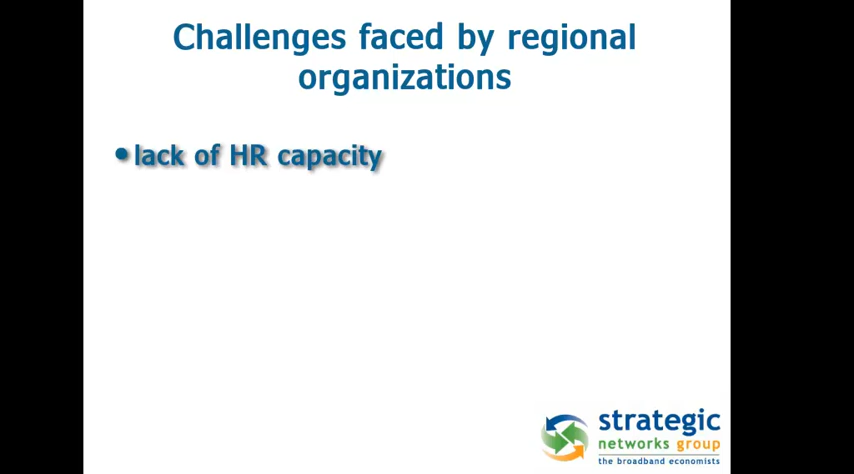 Challenges faced by regional
organizations
•lack of HR capacity
strategic
networks group
the broadband economists